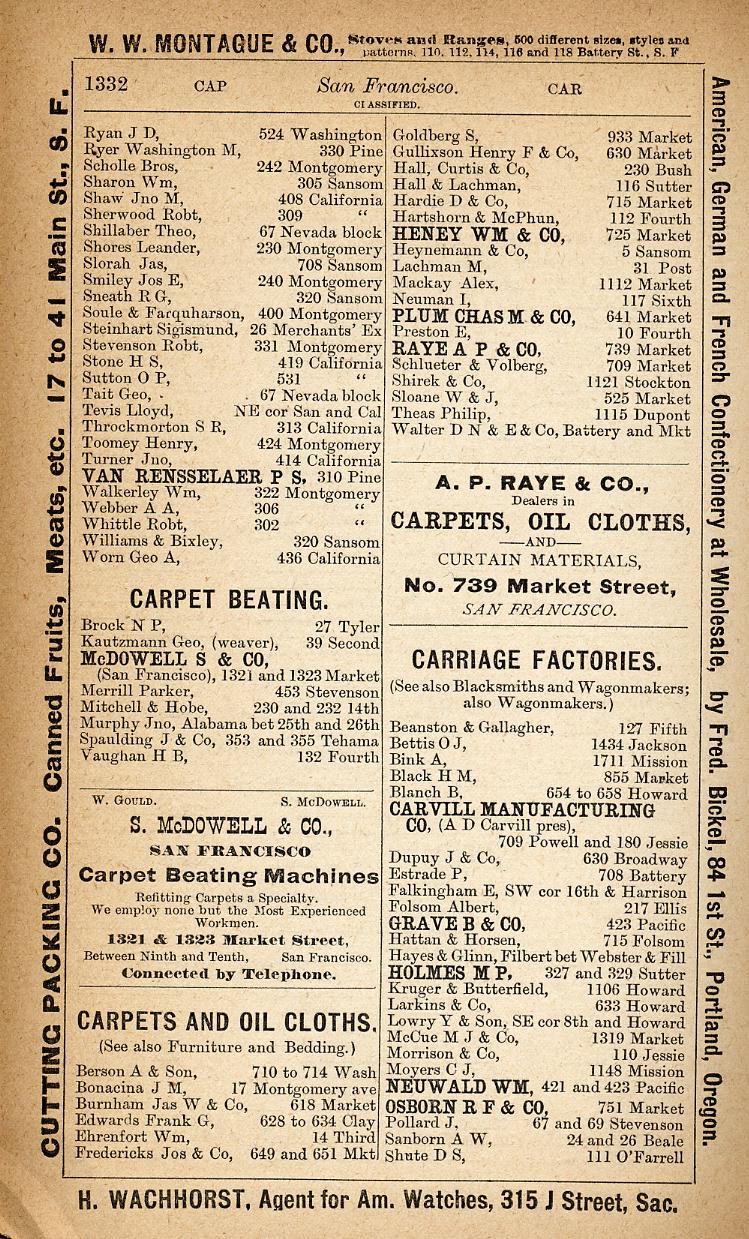 W. W. MONTAGUE & CO., Stoves and Ranges, 500 different sizes, styles and
patterns, 110, 112, 114, 116 and 118 Battery St., S. F
1332 CAP San Francisco. CAR
CLASSIFIED.
Ryan J D, 524 Washington
Ryer Washington M, 330 Pine
Scholle Bros, 242 Montgomery
Sharon Wm, 305 Sansom
Shaw Jno M, 408 California
Sherwood Robt, 309 “
Shillaber Theo, 67 Nevada block
Shores Leander, 230 Montgomery
Slorah Jas, 708 Sansom
Smiley Jos E, 240 Montgomery
Sneath R G, 320 Sansom
Soule & Farquharson, 400 Montgomery
Steinhart Sigismund, 26 Merchants' Ex
Stevenson Robt, 331 Montgomery
Stone H S, 419 California
Sutton O P, 531 “
Tait Geo, 67 Nevada block
Tevis Lloyd, NE cor San and Cal
Throckmorton S R, 313 California
Toomey Henry, 424 Montgomery
Turner Jno, 414 California
VAN RENSSELAER P S, 310 Pine
Walkerley Wm, 322 Montgomery
Webber A A, 306 “
Whittle Robt, 302 “
Williams & Bixley, 320 Sansom
Worn Geo A, 436 California
CARPET BEATING.
Brock N P, 27 Tyler
Kautzmann Geo, (weaver), 39 Second
McDOWELL S & CO,
(San Francisco), 1321 and 1323 Market
Merrill Parker, 453 Stevenson
Mitchell & Hobe, 230 and 232 14th
Murphy Jno, Alabama bet 25th and 26th
Spaulding J & Co, 353 and 355 Tehama
Vaughan H B, 132 Fourth
W. GOULD. S. MCDOWELL.
S. McDOWELL & CO.,
SAN FRANCISCO
Carpet Beating Machines
Refitting Carpets a Specialty.
We employ none but the Most Experienced
Workmen.
1321 & 1323 Market Street,
Between Ninth and Tenth, San Francisco.
Connected by Telephone.
CARPETS AND OIL CLOTHS.
(See also Furniture and Bedding.)
Berson A & Son, 710 to 714 Wash
Bonacina J M, 17 Montgomery ave
Burnham Jas W & Co, 618 Market
Edwards Frank G, 628 to 634 Clay
Ehrenfort Wm, 14 Third
Fredericks Jos & Co, 649 and 651 Mkt
Goldberg S, 933 Market
Gullixson Henry F & Co, 630 Market
Hall, Curtis & Co, 230 Bush
Hall & Lachman, 116 Sutter
Hardie D & Co, 715 Market
Hartshorn & McPhun, 112 Fourth
HENEY WM & CO, 725 Market
Heynemann & Co, 5 Sansom
Lachman M, 31 Post
Mackay Alex, 1112 Market
Neuman I, 117 Sixth
PLUM CHAS M & CO, 641 Market
Preston E, 10 Fourth
RAYE A P & CO, 739 Market
Schlueter & Volberg, 709 Market
Shirek & Co, 1121 Stockton
Sloane W & J, 525 Market
Theas Philip, 1115 Dupont
Walter D N & E & Co, Battery and Mkt
A. P. RAYE & CO.,
Dealers in
CARPETS, OIL CLOTHS,
—AND—
CURTAIN MATERIALS,
No. 739 Market Street,
SAN FRANCISCO.
CARRIAGE FACTORIES.
(See also Blacksmiths and Wagonmakers;
also Wagonmakers.)
Beanston & Gallagher, 127 Fifth
Bettis O J, 1434 Jackson
Bink A, 1711 Mission
Black H M, 855 Market
Blanch B, 654 to 658 Howard
CARVILL MANUFACTURING
CO, (A D Carvill pres),
709 Powell and 180 Jessie
Dupuy J & Co, 630 Broadway
Estrade P, 708 Battery
Falkingham E, SW cor 16th & Harrison
Folsom Albert, 217 Ellis
GRAVE B & CO, 423 Pacific
Hattan & Horsen, 715 Folsom
Hayes & Glinn, Filbert bet Webster & Fill
HOLMES M P, 327 and 329 Sutter
Kruger & Butterfield, 1106 Howard
Larkins & Co, 633 Howard
Lowry Y & Son, SE cor 8th and Howard
McCue M J & Co, 1319 Market
Morrison & Co, 110 Jessie
Moyers C J, 1148 Mission
NEUWALD WM, 421 and 423 Pacific
OSBORN R F & CO, 751 Market
Pollard J, 67 and 69 Stevenson
Sanborn A W, 24 and 26 Beale
Shute D S, 111 O'Farrell
CUTTING PACKING CO. Canned Fruits, Meats, etc. 17 to 41 Main St., S. F.
American, German and French Confectionery at Wholesale, by Fred. Bickel, 84 1st St., Portland, Oregon.
H. WACHHORST, Agent for Am. Watches, 315 J Street, Sac.